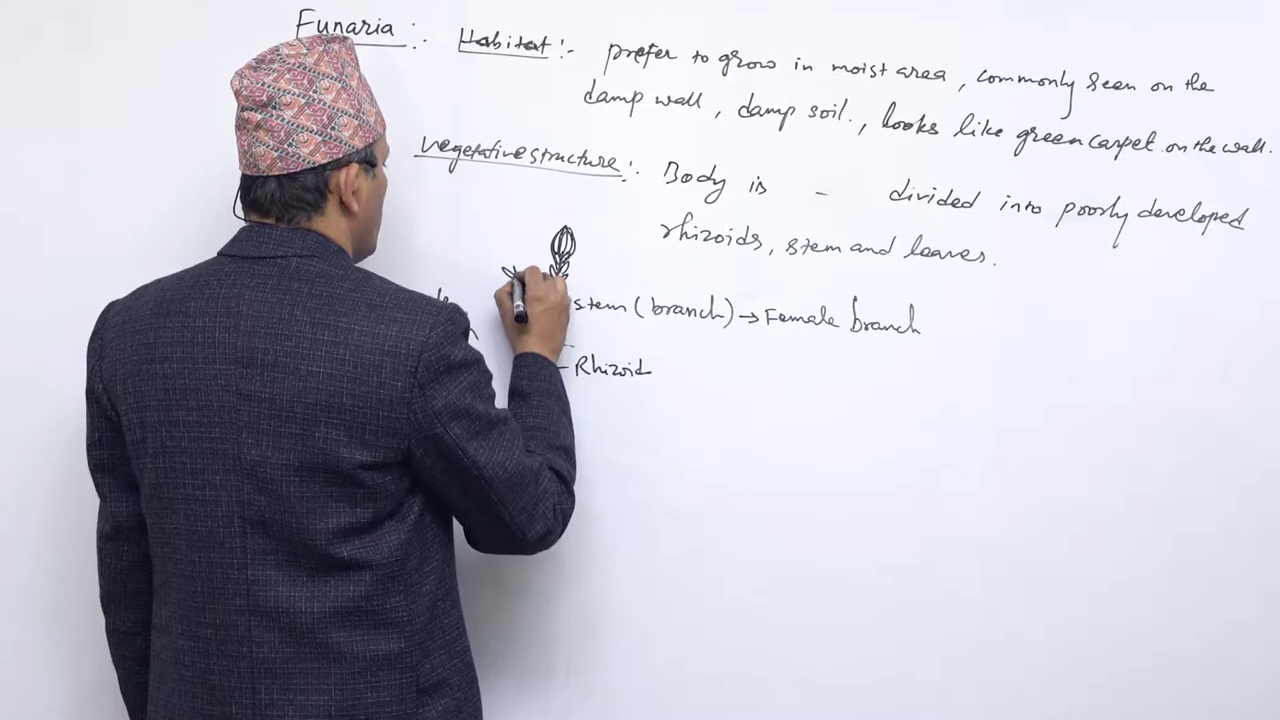 Funaria :- Habitat :- prefer to grow in moist area, commonly seen on the
damp wall, damp soil., looks like green carpet on the wall.
vegetative structure :- Body is - divided into poorly developed
rhizoids, stem and leaves.
stem (branch) → Female branch
- Rhizoid